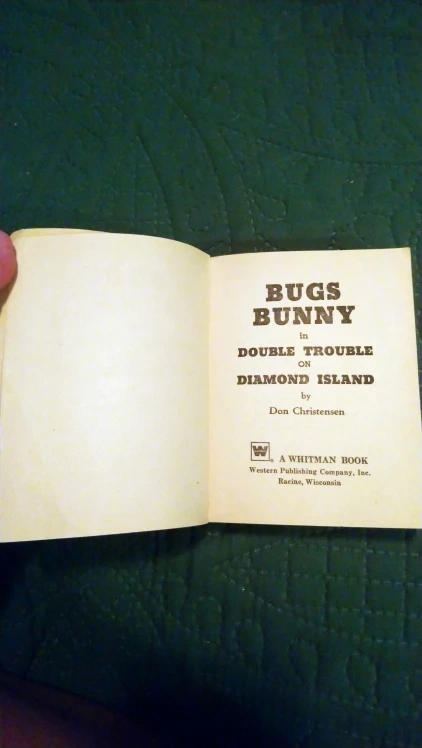 BUGS
BUNNY
in
DOUBLE TROUBLE
ON
DIAMOND ISLAND
by
Don Christensen
W ® A WHITMAN BOOK
Western Publishing Company, Inc.
Racine, Wisconsin